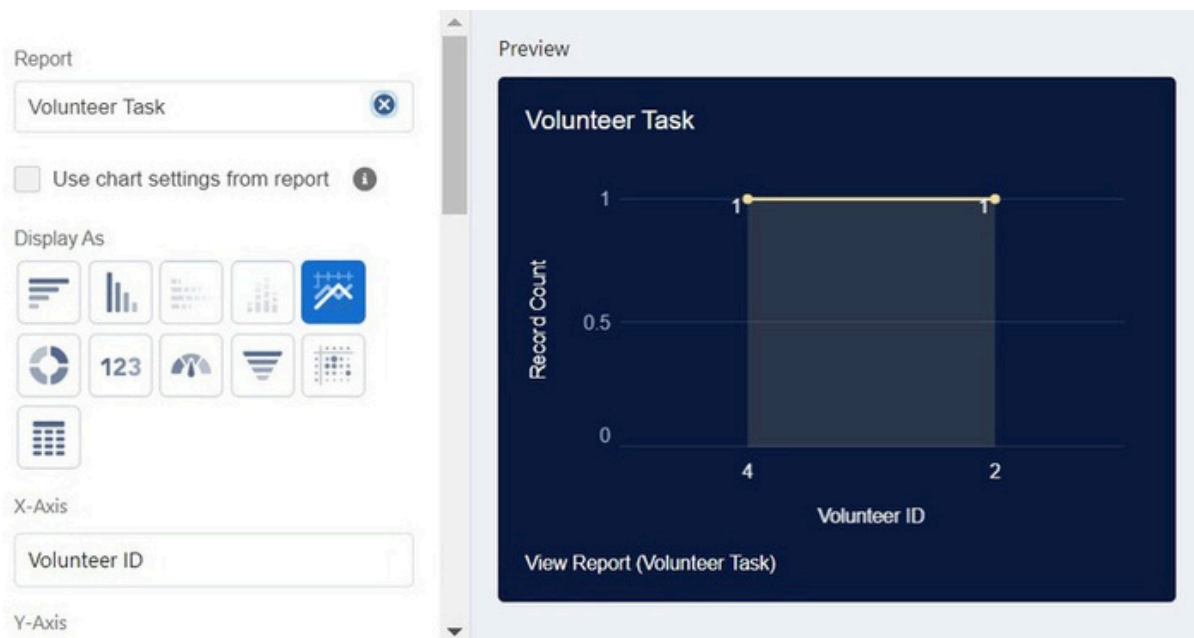 Report
Volunteer Task
Use chart settings from report
Display As
123
X-Axis
Volunteer ID
Y-Axis
Preview
Volunteer Task
1
1
1
0.5
0
Record Count
4
2
Volunteer ID
View Report (Volunteer Task)